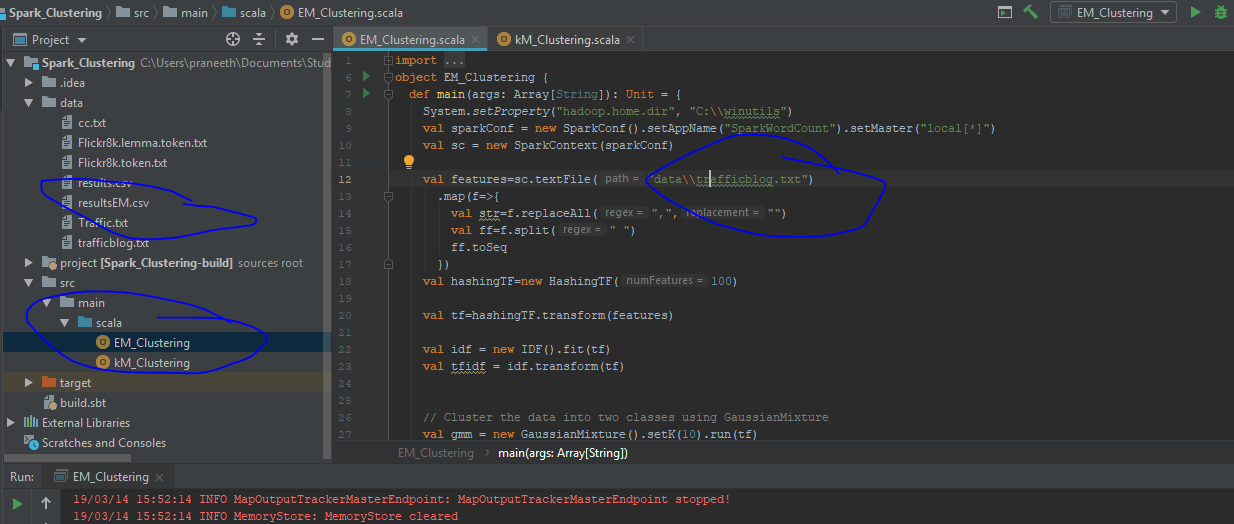 Spark_Clustering src main scala EM_Clustering.scala EM_Clustering
Project
EM_Clustering.scala kM_Clustering.scala
Spark_Clustering C:\Users\praneeth\Documents\Stud
.idea
data
cc.txt
Flickr8k.lemma.token.txt
Flickr8k.token.txt
results.csv
resultsEM.csv
Traffic.txt
trafficblog.txt
project [Spark_Clustering-build] sources root
src
main
scala
EM_Clustering
kM_Clustering
target
build.sbt
External Libraries
Scratches and Consoles
1 import ...
6 object EM_Clustering {
7 def main(args: Array[String]): Unit = {
8 System.setProperty("hadoop.home.dir", "C:\\winutils")
9 val sparkConf = new SparkConf().setAppName("SparkWordCount").setMaster("local[*]")
10 val sc = new SparkContext(sparkConf)
11
12 val features=sc.textFile( path = "data\\trafficblog.txt")
13 .map(f=>{
14 val str=f.replaceAll( regex = ",", replacement = "")
15 val ff=f.split( regex = " ")
16 ff.toSeq
17 })
18 val hashingTF=new HashingTF( numFeatures = 100)
19
20 val tf=hashingTF.transform(features)
21
22 val idf = new IDF().fit(tf)
23 val tfidf = idf.transform(tf)
24
25
26 // Cluster the data into two classes using GaussianMixture
27 val gmm = new GaussianMixture().setK(10).run(tf)
EM_Clustering main(args: Array[String])
Run: EM_Clustering
19/03/14 15:52:14 INFO MapOutputTrackerMasterEndpoint: MapOutputTrackerMasterEndpoint stopped!
19/03/14 15:52:14 INFO MemoryStore: MemoryStore cleared